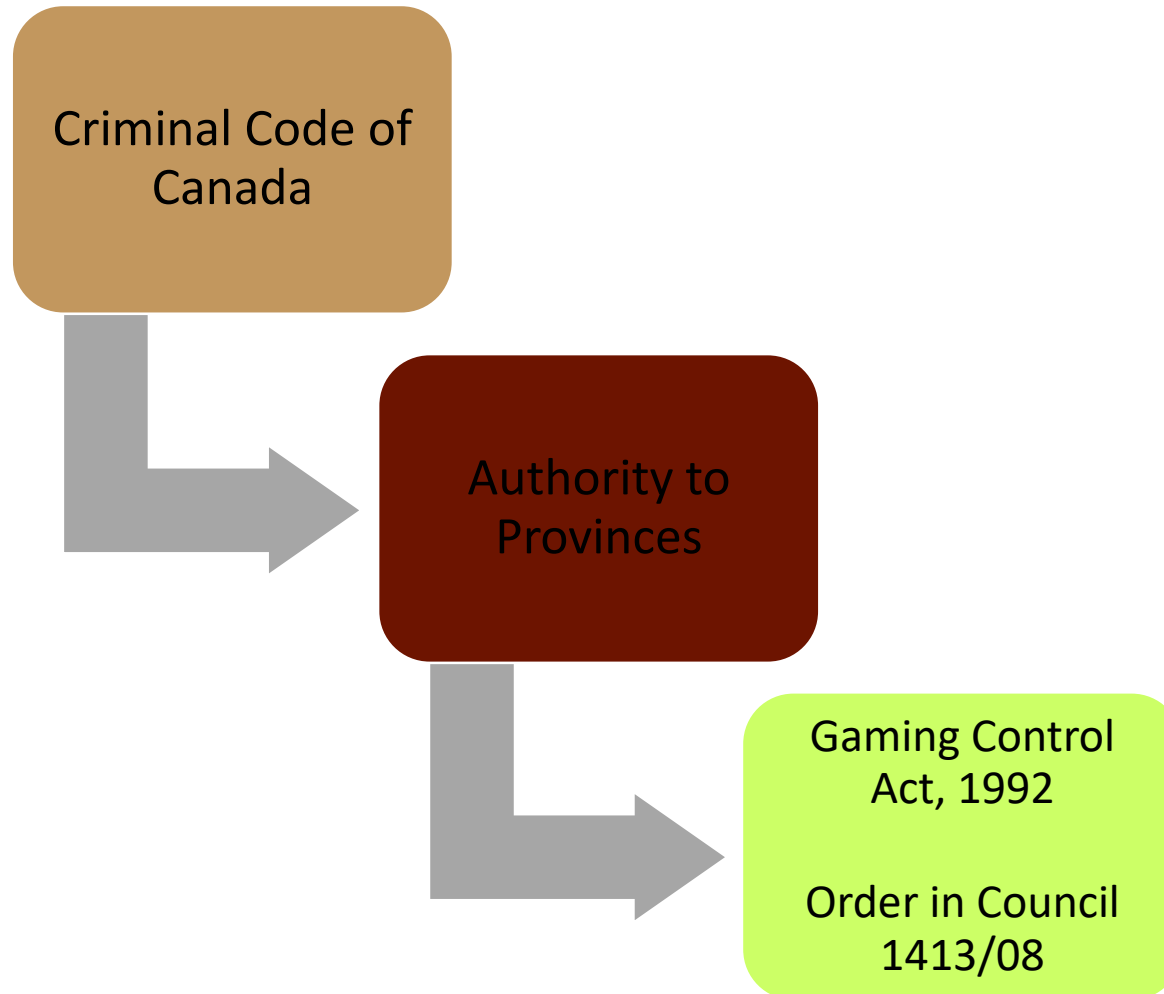 Criminal Code of
Canada
Authority to
Provinces
Gaming Control
Act, 1992
Order in Council
1413/08